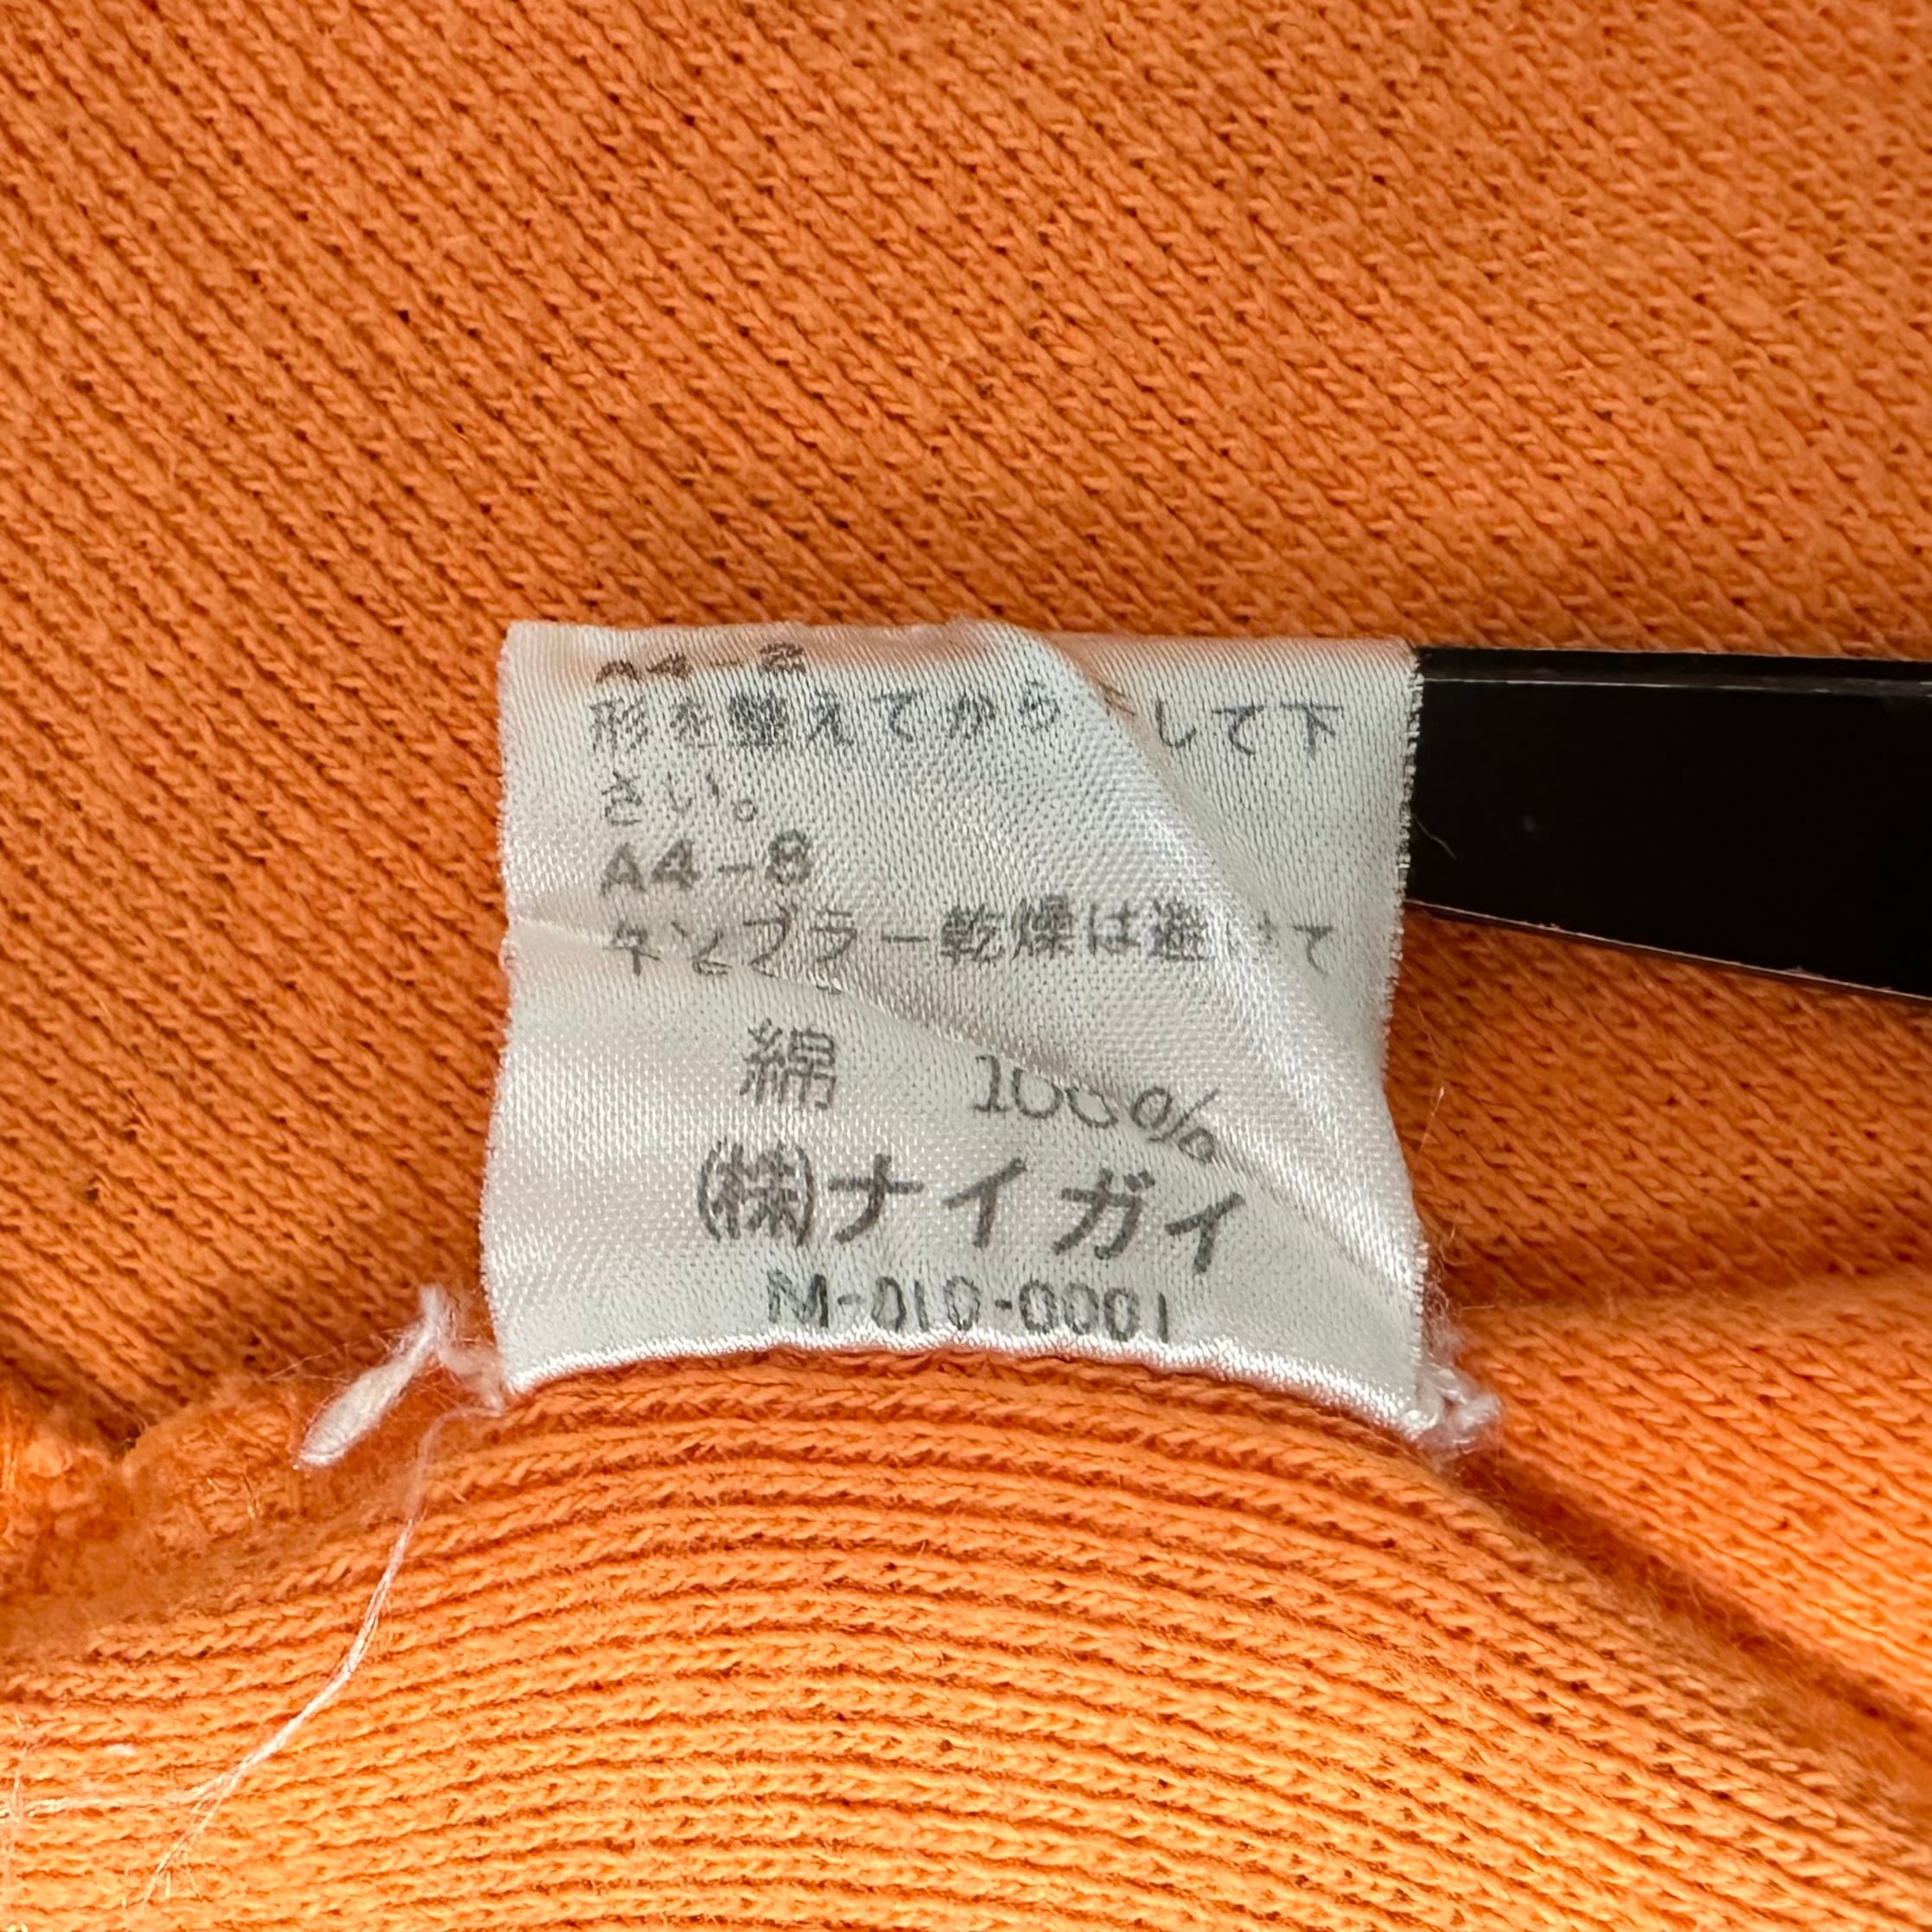 A4-2
形を整えてから干して下
さい。
A4-8
タンブラー乾燥は避けて
綿 100%
㈱ナイガイ
M-010-0001